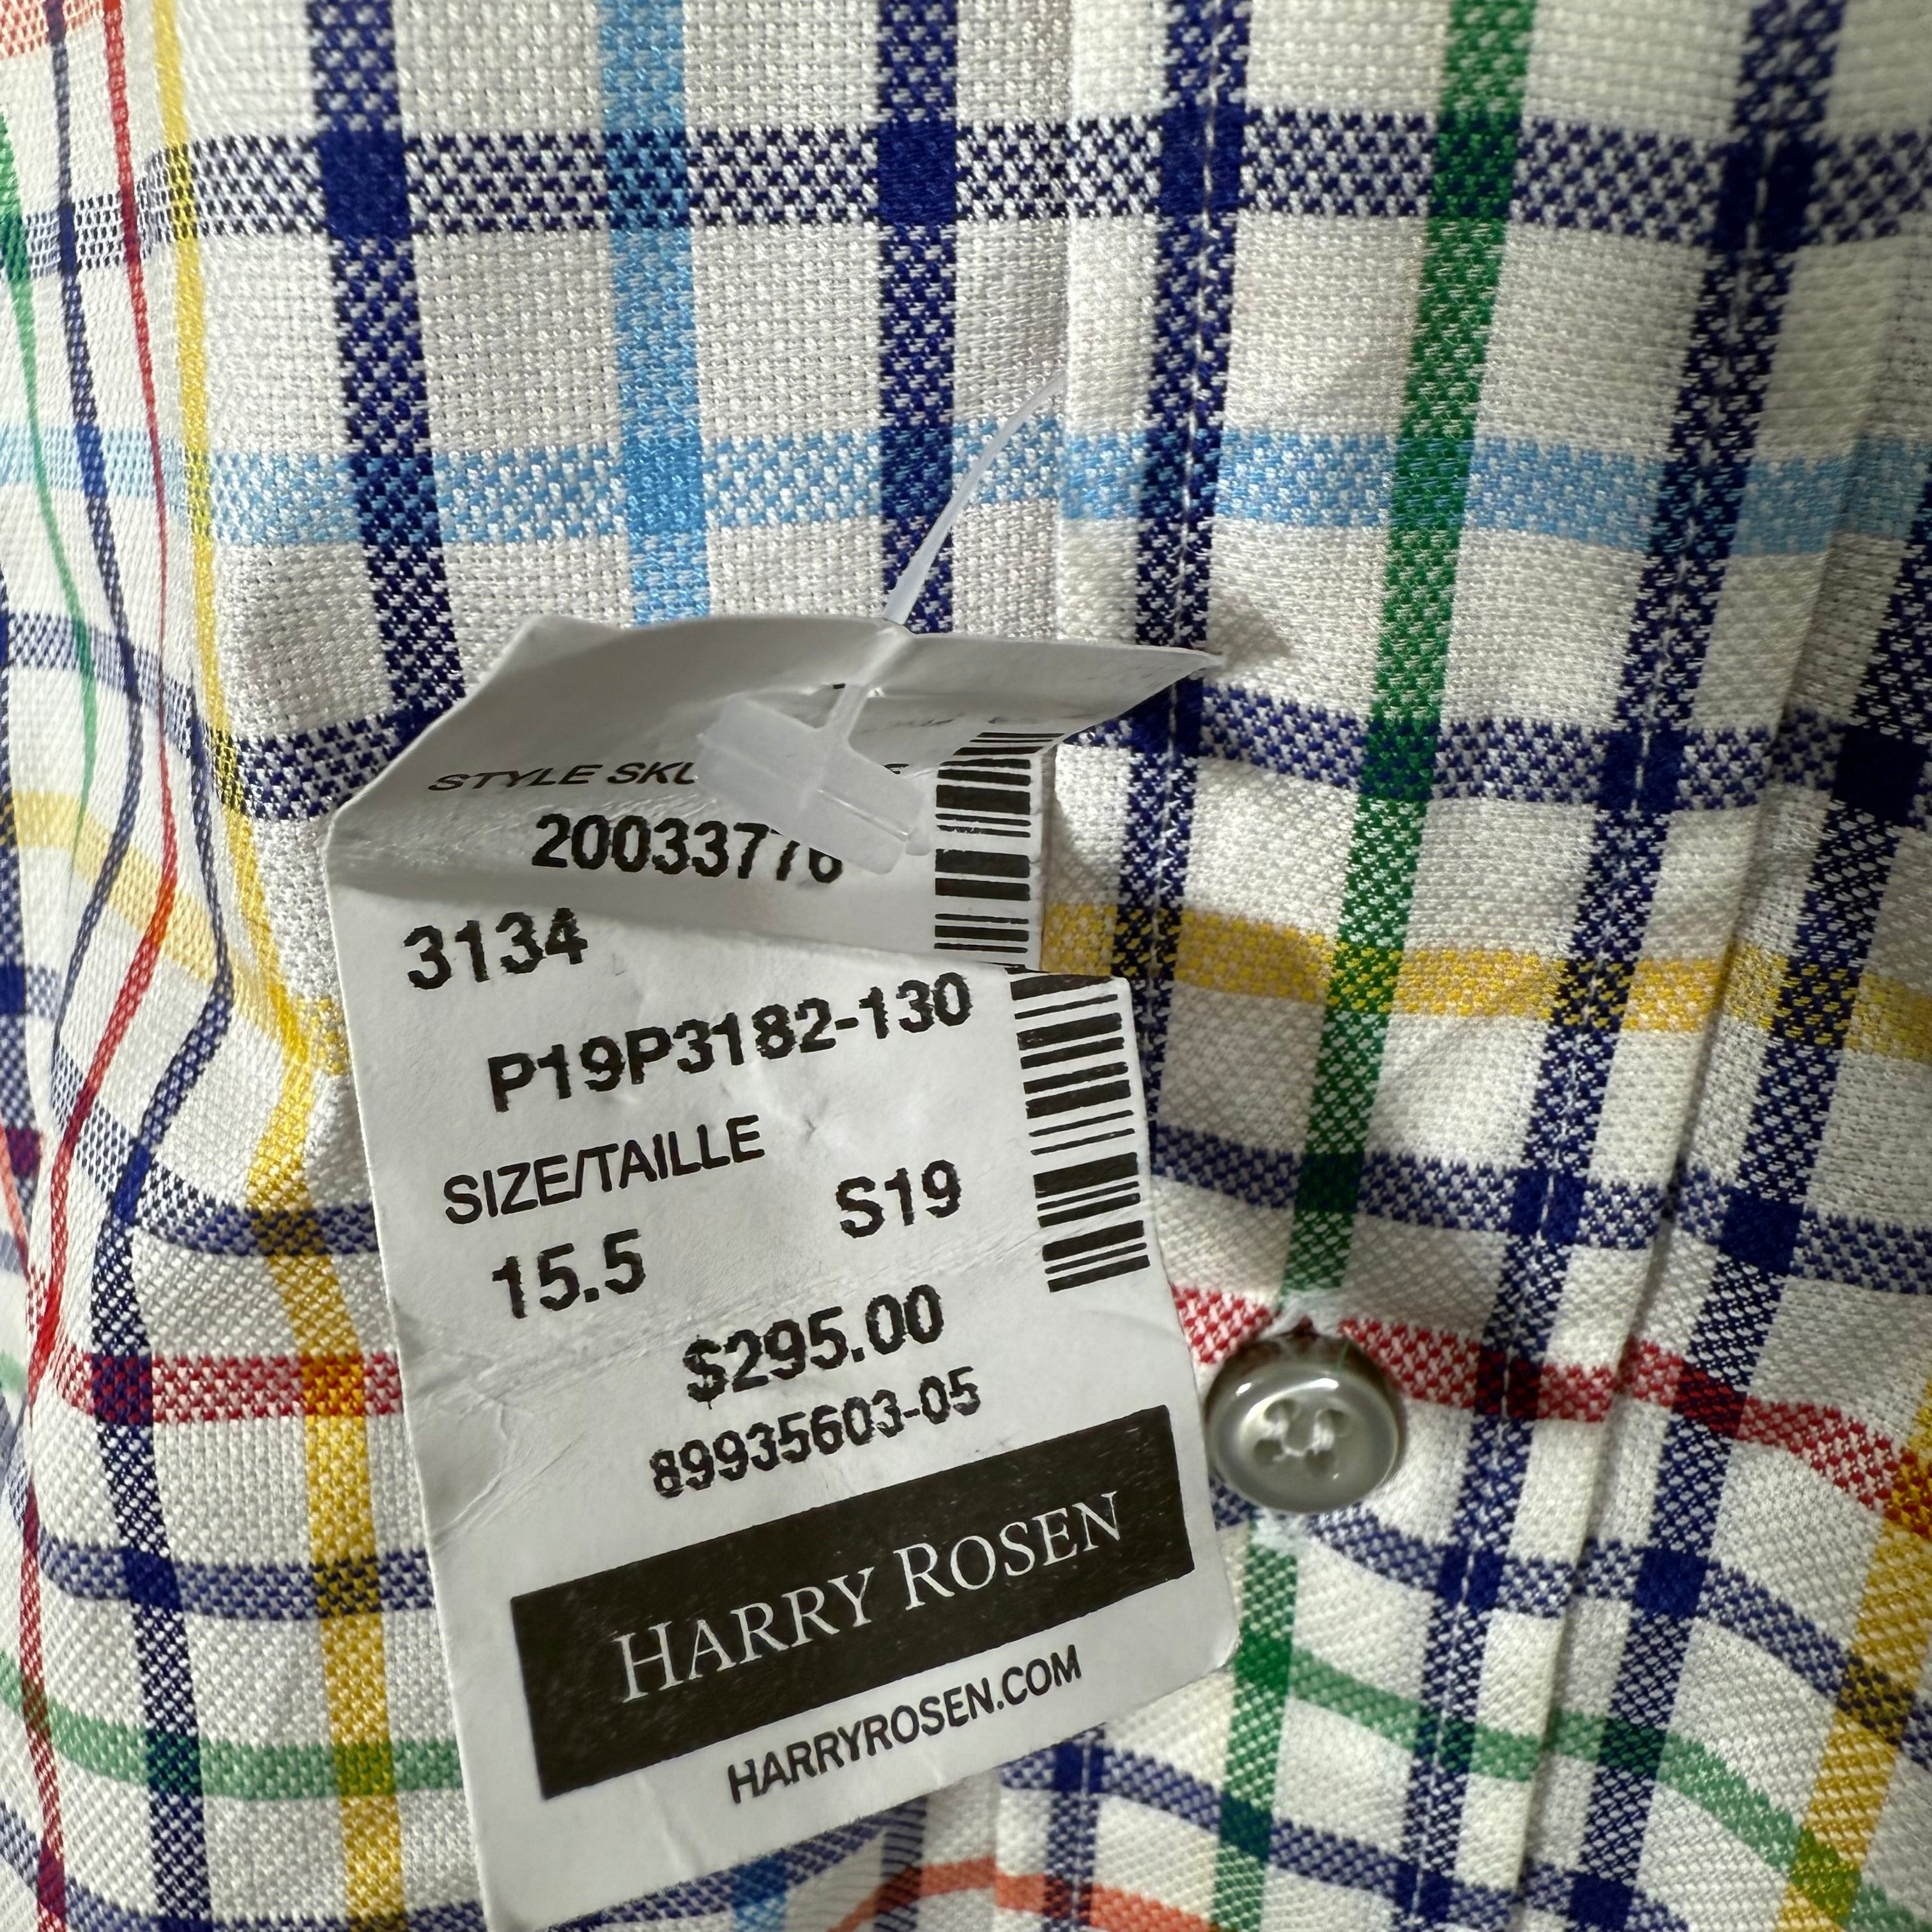 STYLE SKU
20033776
3134
P19P3182-130
SIZE/TAILLE
S19
15.5
$295.00
89935603-05
HARRY ROSEN
HARRYROSEN.COM